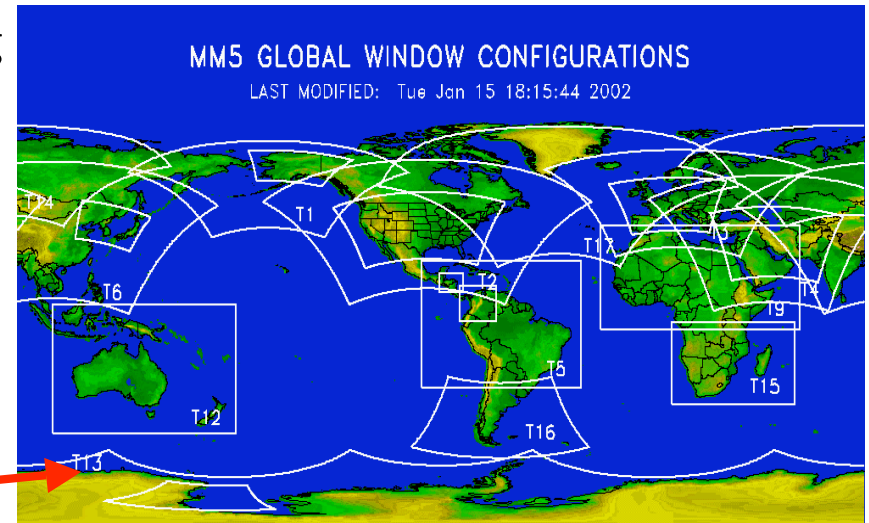 MM5 GLOBAL WINDOW CONFIGURATIONS
LAST MODIFIED: Tue Jan 15 18:15:44 2002
T14
T1
T3
T17
T6
T2
T4
T9
T5
T15
T12
T16
T13